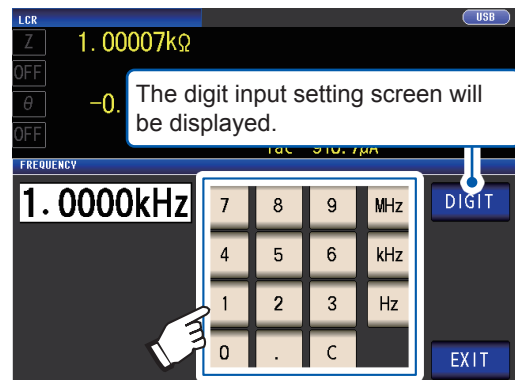 LCR USB
Z 1.00007kΩ
OFF
θ -0.
OFF
The digit input setting screen will
be displayed.
FREQUENCY
1.0000kHz
DIGIT
7 8 9 MHz
4 5 6 kHz
1 2 3 Hz
0 . C
EXIT